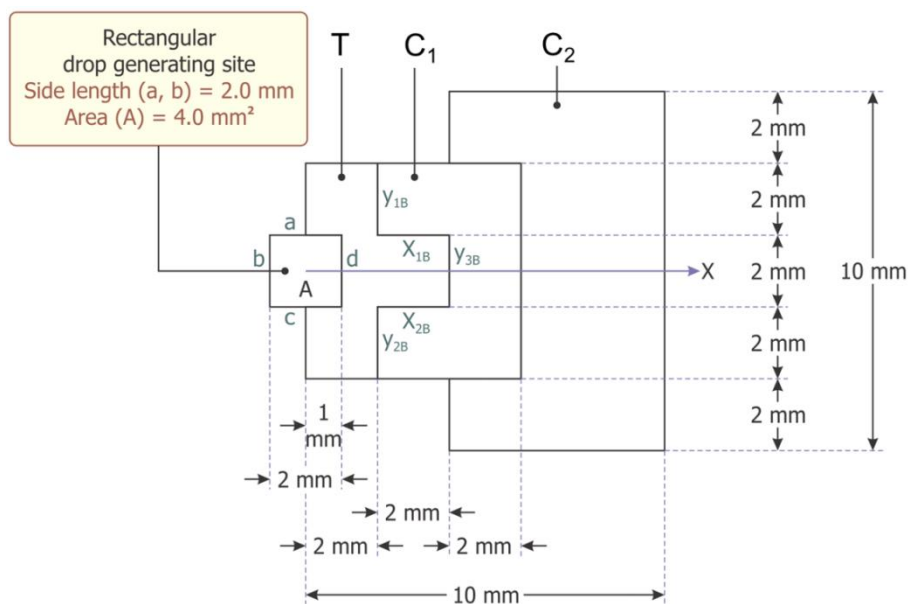 Rectangular
drop generating site
Side length (a, b) = 2.0 mm
Area (A) = 4.0 mm²
T
C₁
C₂
2 mm
y₁B
2 mm
a
b
d
X₁B
y₃B
X
2 mm
10 mm
A
c
X₂B
y₂B
2 mm
2 mm
1
mm
2 mm
2 mm
2 mm
2 mm
10 mm